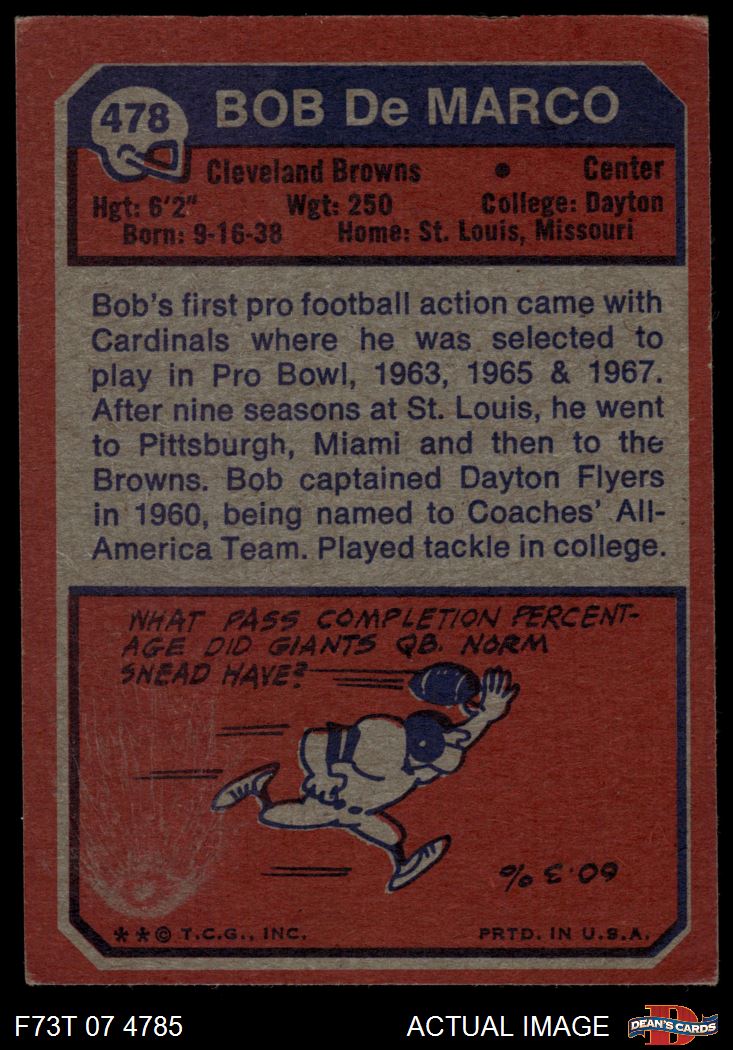 478 BOB De MARCO
Cleveland Browns • Center
Hgt: 6'2" Wgt: 250 College: Dayton
Born: 9-16-38 Home: St. Louis, Missouri
Bob's first pro football action came with
Cardinals where he was selected to
play in Pro Bowl, 1963, 1965 & 1967.
After nine seasons at St. Louis, he went
to Pittsburgh, Miami and then to the
Browns. Bob captained Dayton Flyers
in 1960, being named to Coaches' All-
America Team. Played tackle in college.
WHAT PASS COMPLETION PERCENT-
AGE DID GIANTS QB. NORM
SNEAD HAVE?
60.3%
**© T.C.G., INC. PRTD. IN U.S.A.
F73T 07 4785 ACTUAL IMAGE D DEAN'S CARDS